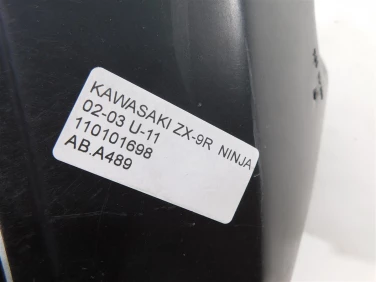 KAWASAKI ZX-9R NINJA
02-03 U-11
110101698
AB.A489